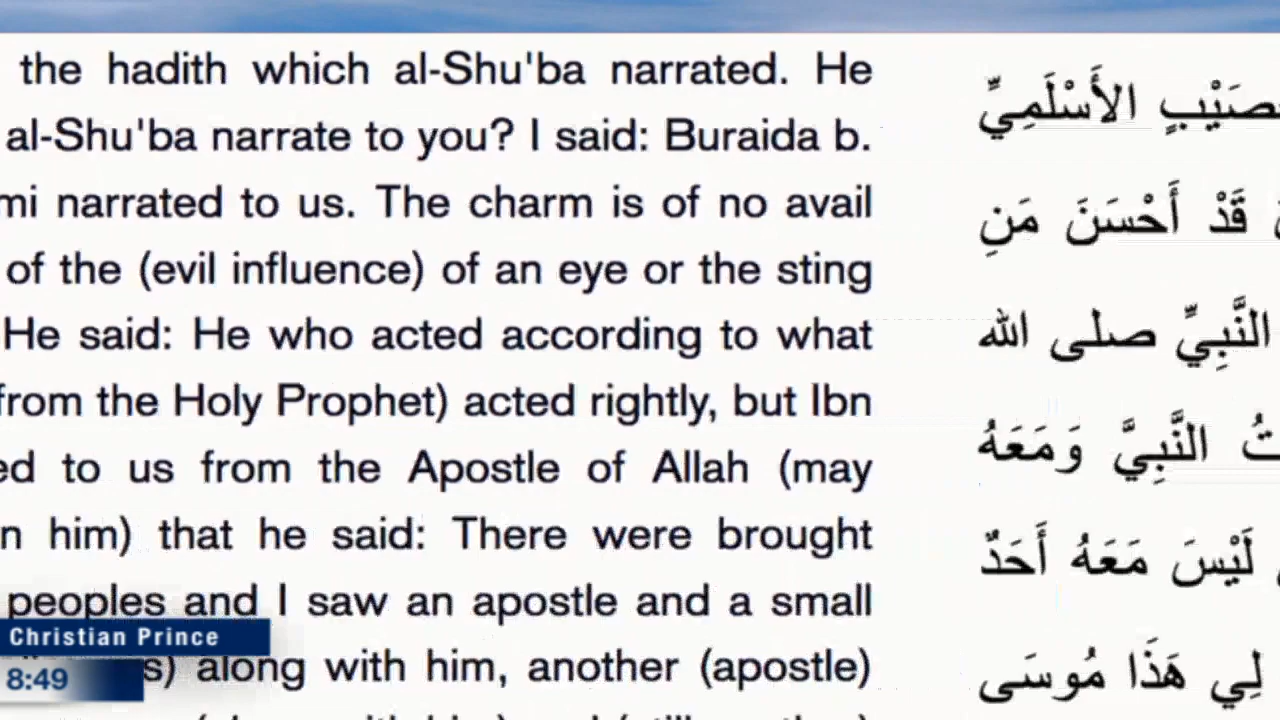 the hadith which al-Shu'ba narrated. He
al-Shu'ba narrate to you? I said: Buraida b.
mi narrated to us. The charm is of no avail
of the (evil influence) of an eye or the sting
He said: He who acted according to what
from the Holy Prophet) acted rightly, but Ibn
ed to us from the Apostle of Allah (may
n him) that he said: There were brought
peoples and I saw an apostle and a small
s) along with him, another (apostle)
الأَسْلَمِيِّ
قَدْ أَحْسَنَ مَنِ
النَّبِيِّ صلى الله
النَّبِيَّ وَمَعَهُ
لَيْسَ مَعَهُ أَحَدٌ
لِي هَذَا مُوسَى
Christian Prince
8:49